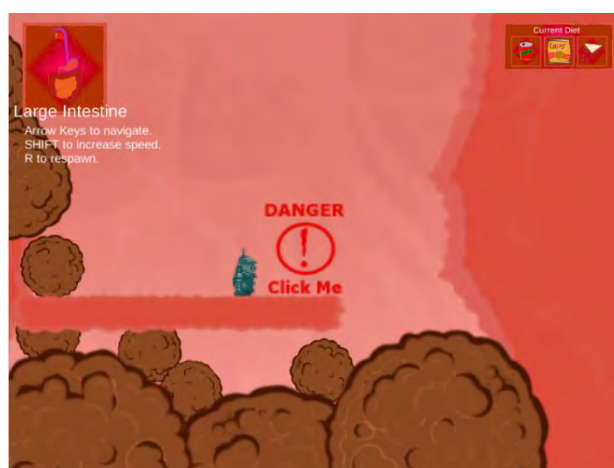 Current Diet
Large Intestine
Arrow Keys to navigate.
SHIFT to increase speed.
R to respawn.
DANGER
!
Click Me